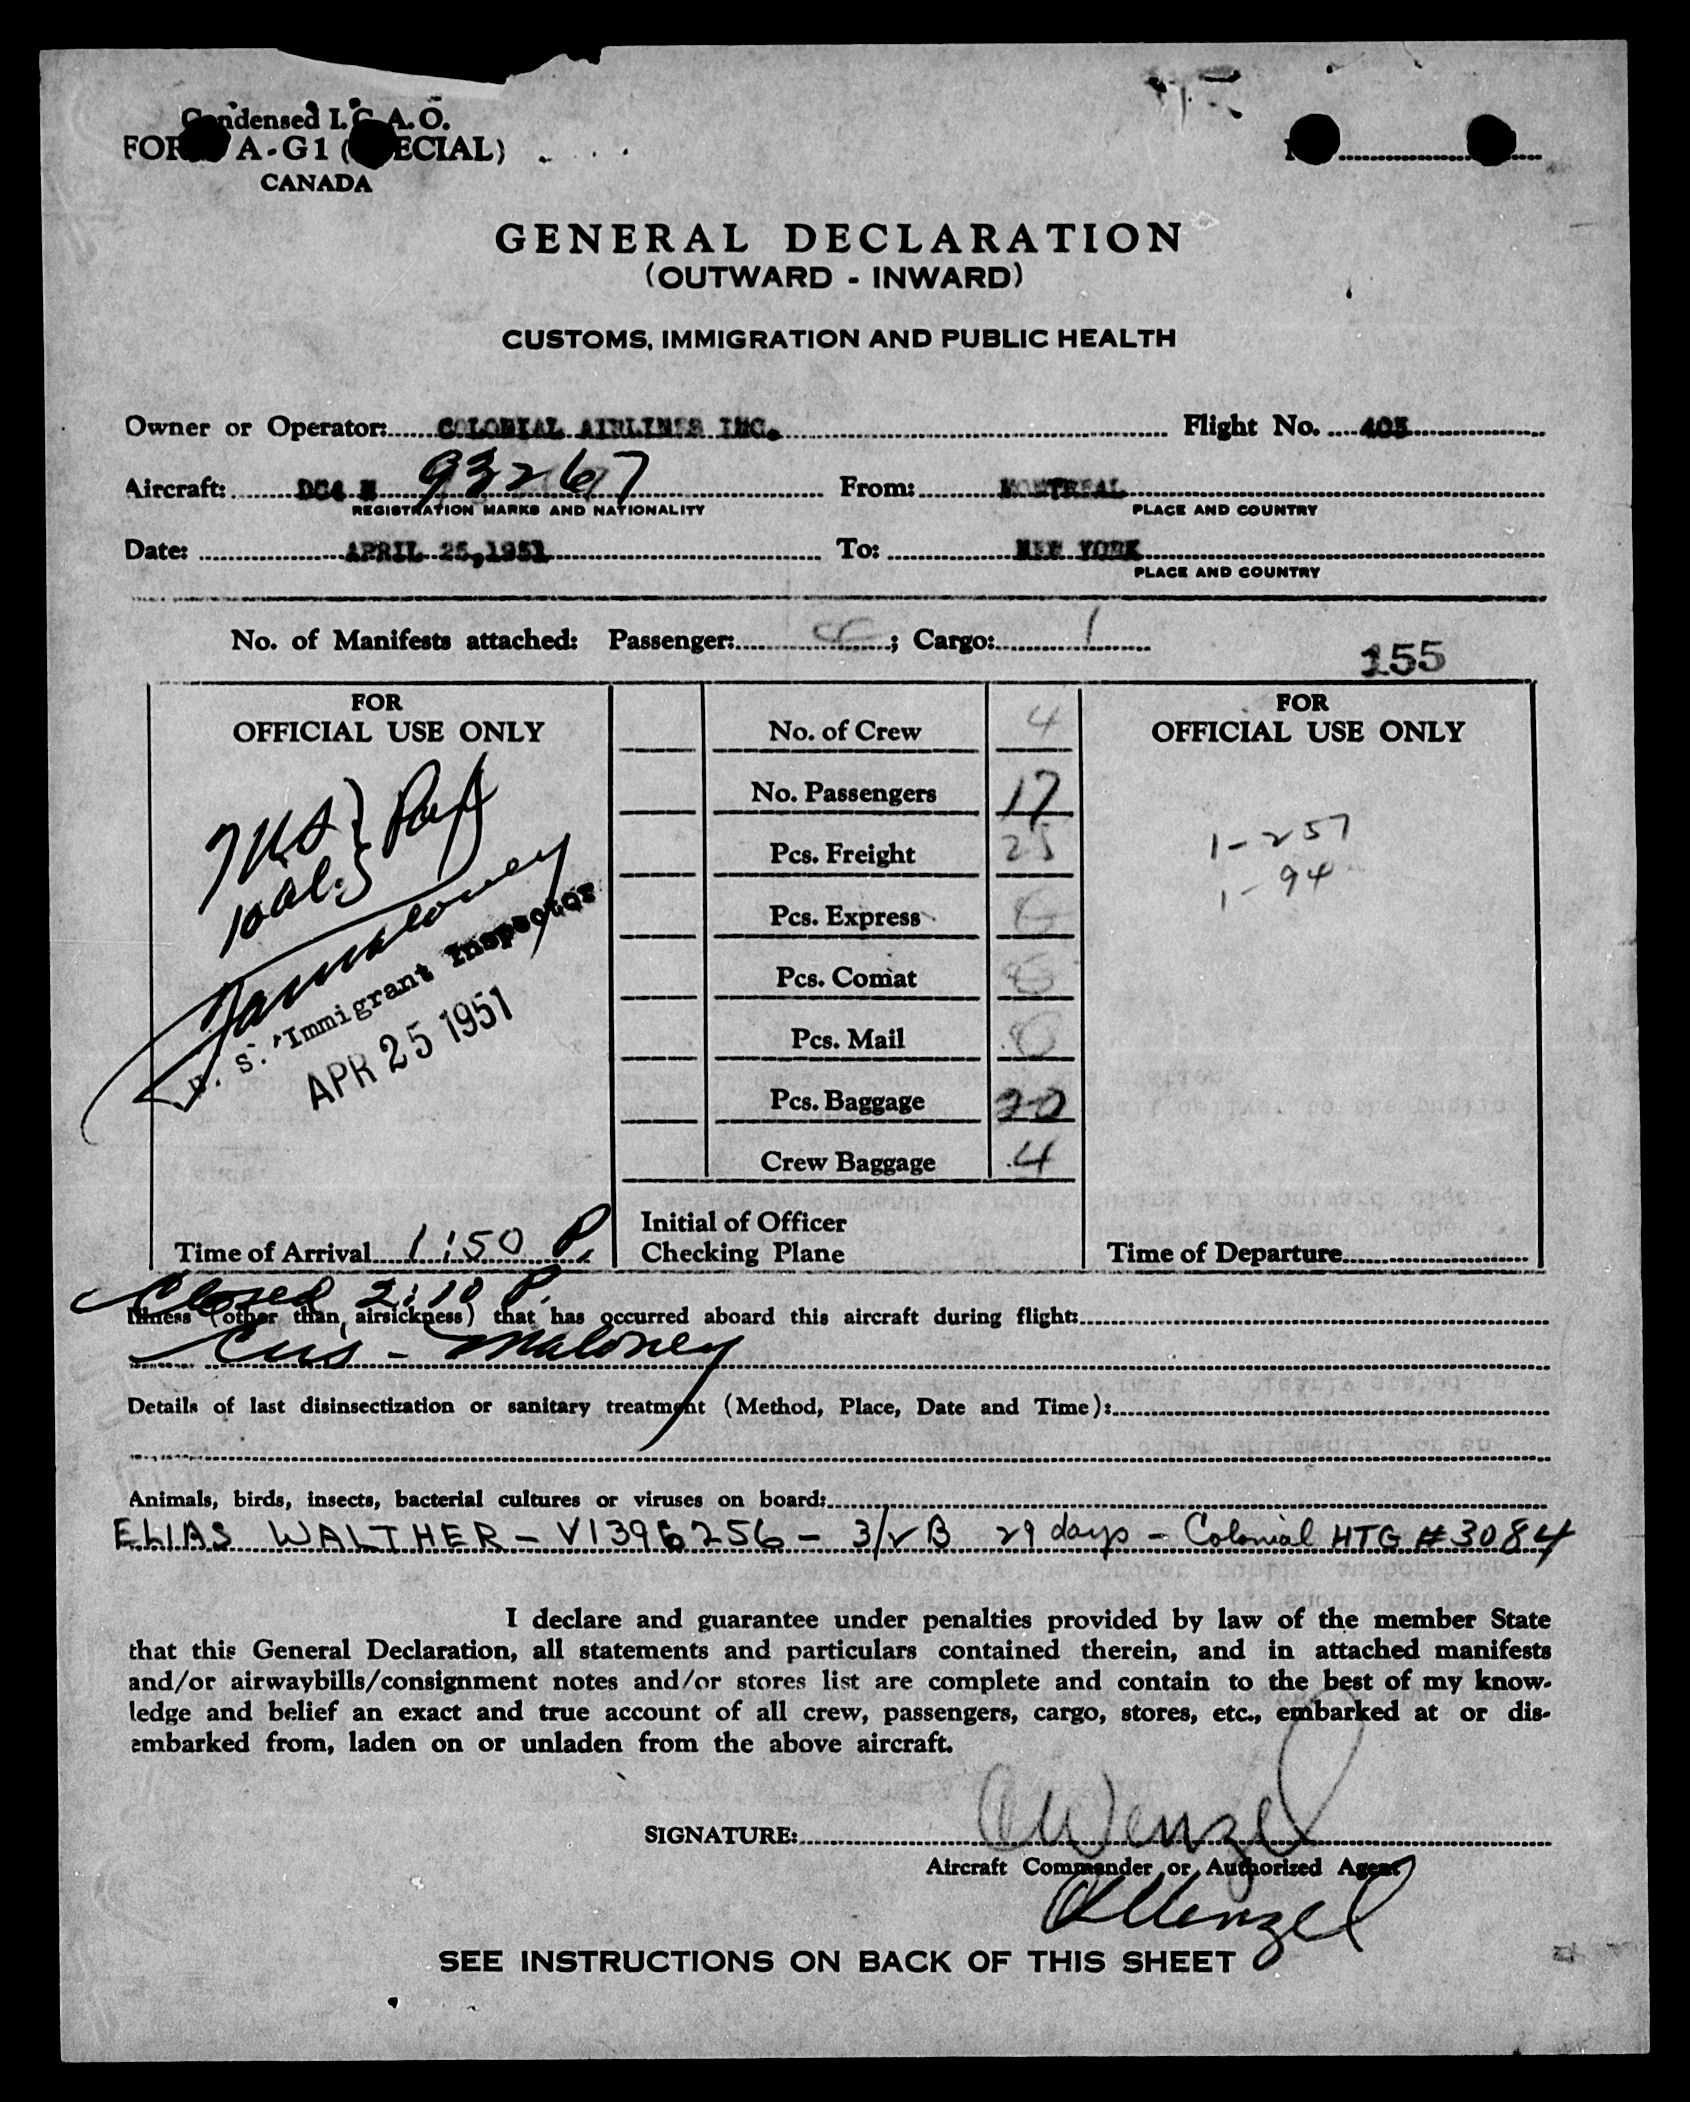 Condensed I.C.A.O.
FORM A-G1 (SPECIAL)
CANADA
GENERAL DECLARATION
(OUTWARD - INWARD)
CUSTOMS, IMMIGRATION AND PUBLIC HEALTH
Owner or Operator: COLONIAL AIRLINES INC. Flight No. 403
Aircraft: DC4 N 93267 From: MONTREAL
REGISTRATION MARKS AND NATIONALITY PLACE AND COUNTRY
Date: APRIL 25, 1951 To: NEW YORK
PLACE AND COUNTRY
No. of Manifests attached: Passenger: ; Cargo: 1
155
FOR FOR
OFFICIAL USE ONLY No. of Crew 4 OFFICIAL USE ONLY
No. Passengers 17
Pcs. Freight 25 1-257
1-94
Pcs. Express
Pcs. Comat
Pcs. Mail
Pcs. Baggage 20
Crew Baggage 4
U. S. Immigrant Inspector
APR 25 1951
Initial of Officer
Time of Arrival 1:50 P. Checking Plane Time of Departure
Closed 2:10 P.
Illness (other than airsickness) that has occurred aboard this aircraft during flight:
Cus - Maloney
Details of last disinsectization or sanitary treatment (Method, Place, Date and Time):
Animals, birds, insects, bacterial cultures or viruses on board:
ELIAS WALTHER - V1396256 - 3/v B 29 days - Colonial HTG #3084
I declare and guarantee under penalties provided by law of the member State
that this General Declaration, all statements and particulars contained therein, and in attached manifests
and/or airwaybills/consignment notes and/or stores list are complete and contain to the best of my know-
ledge and belief an exact and true account of all crew, passengers, cargo, stores, etc., embarked at or dis-
embarked from, laden on or unladen from the above aircraft.
SIGNATURE: Wenzel
Aircraft Commander or Authorized Agent
Wenzel
SEE INSTRUCTIONS ON BACK OF THIS SHEET